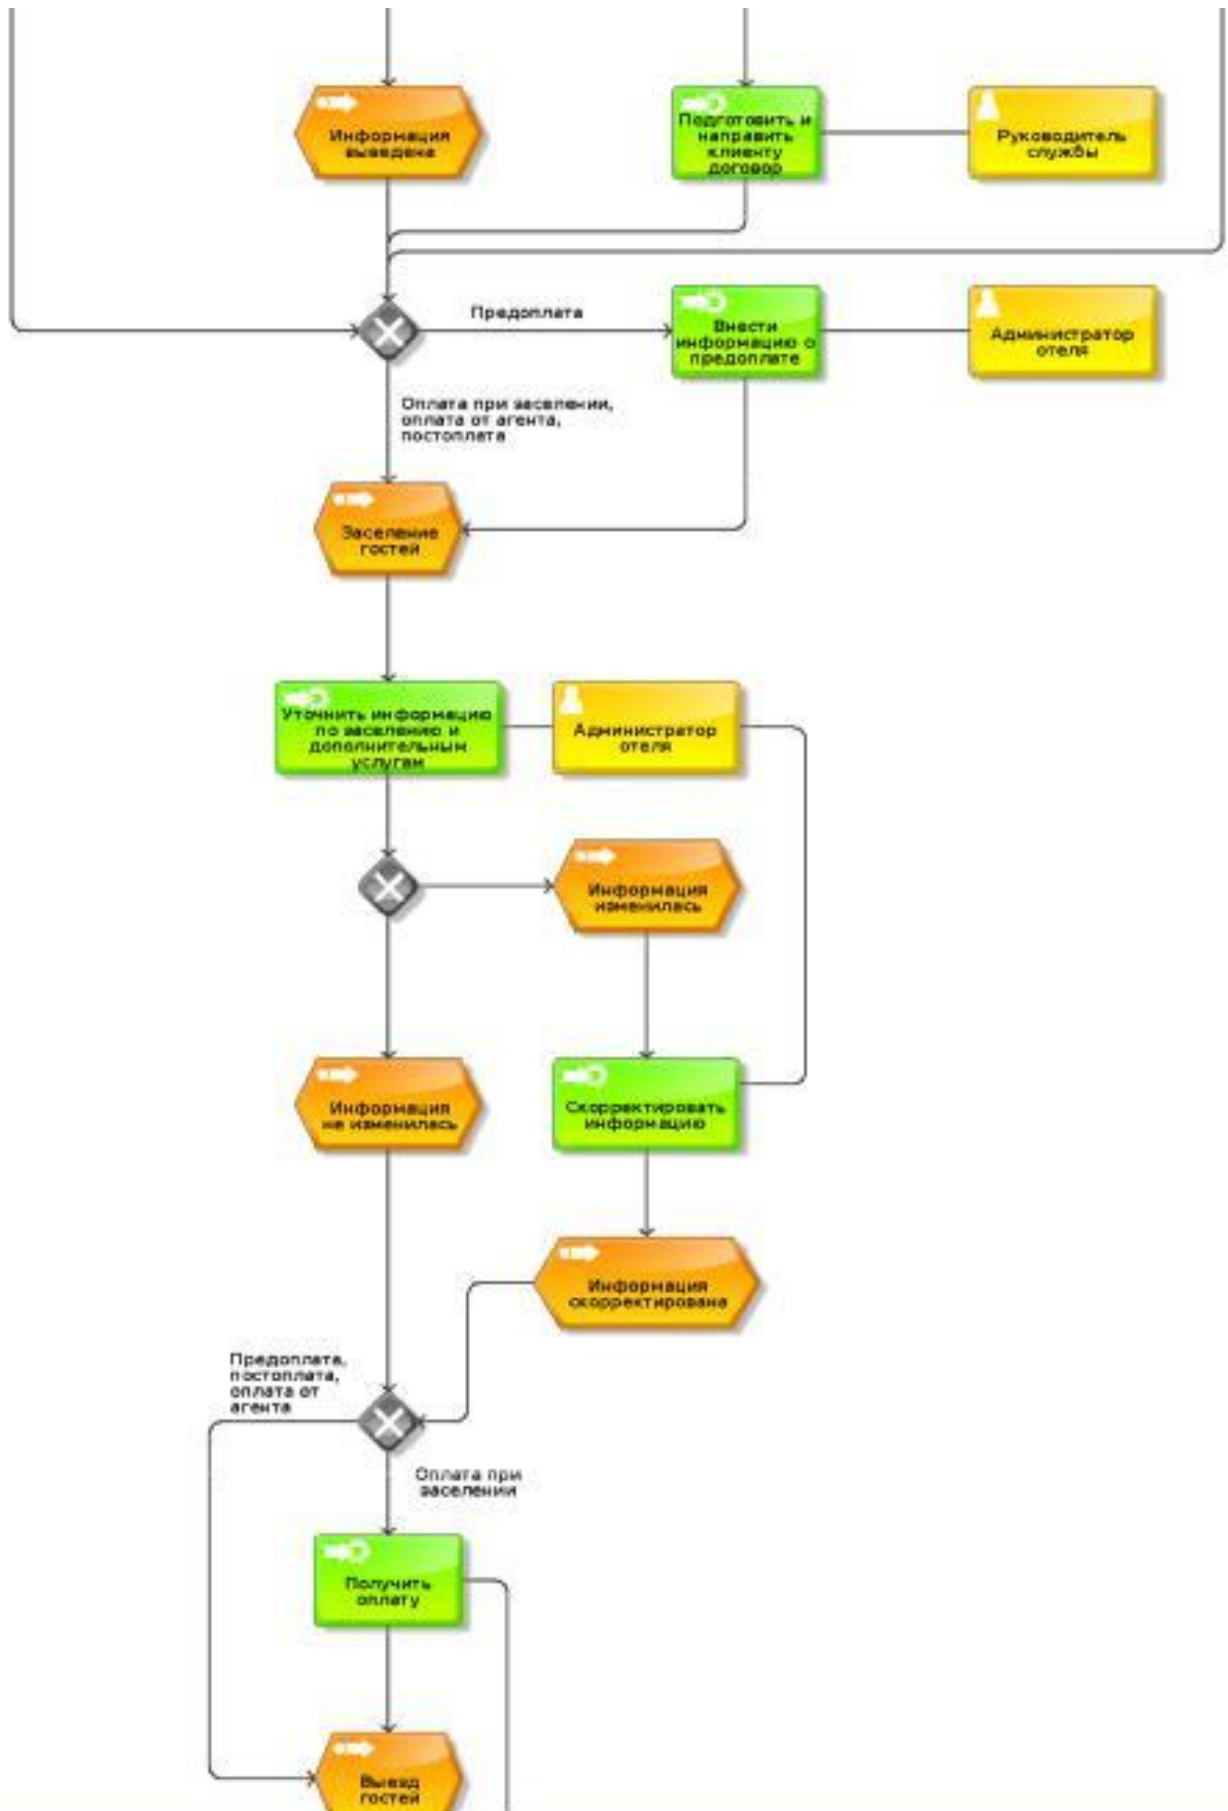 Информация
выведена
Подготовить и
направить
клиенту
договор
Руководитель
службы
Предоплата
Внести
информацию о
предоплате
Администратор
отеля
Оплата при заселении,
оплата от агента,
постоплата
Заселение
гостей
Уточнить информацию
по заселению и
дополнительным
услугам
Администратор
отеля
Информация
изменилась
Информация
не изменилась
Скорректировать
информацию
Информация
скорректирована
Предоплата,
постоплата,
оплата от
агента
Оплата при
заселении
Получить
оплату
Выезд
гостей